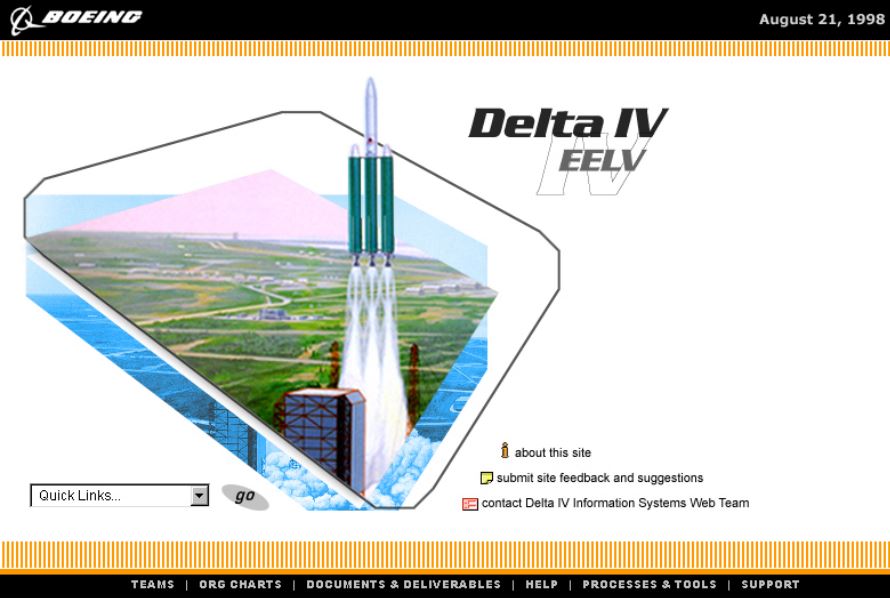 BOEING
August 21, 1998
Delta IV
IV
EELV
about this site
submit site feedback and suggestions
Quick Links...
go
contact Delta IV Information Systems Web Team
TEAMS | ORG CHARTS | DOCUMENTS & DELIVERABLES | HELP | PROCESSES & TOOLS | SUPPORT